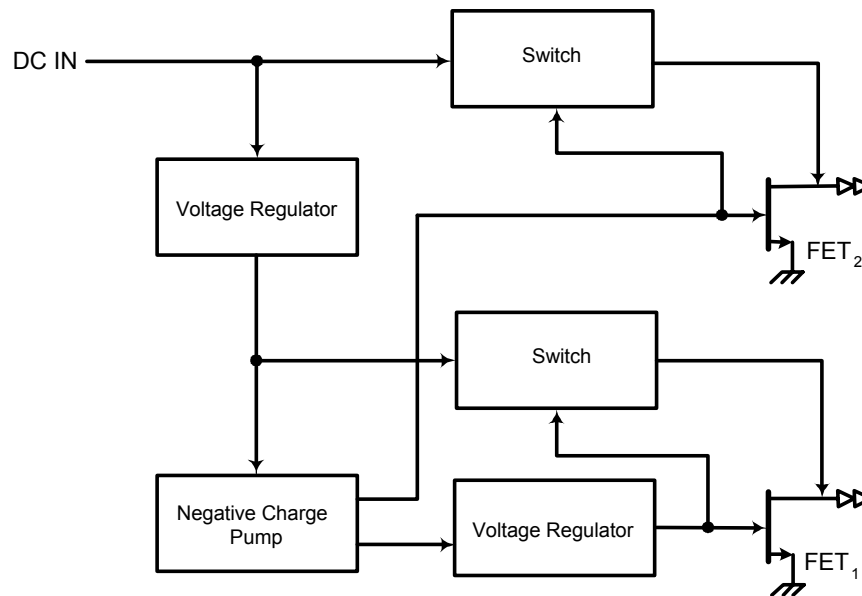 DC IN
Switch
Voltage Regulator
FET2
Switch
Negative Charge
Pump
Voltage Regulator
FET1